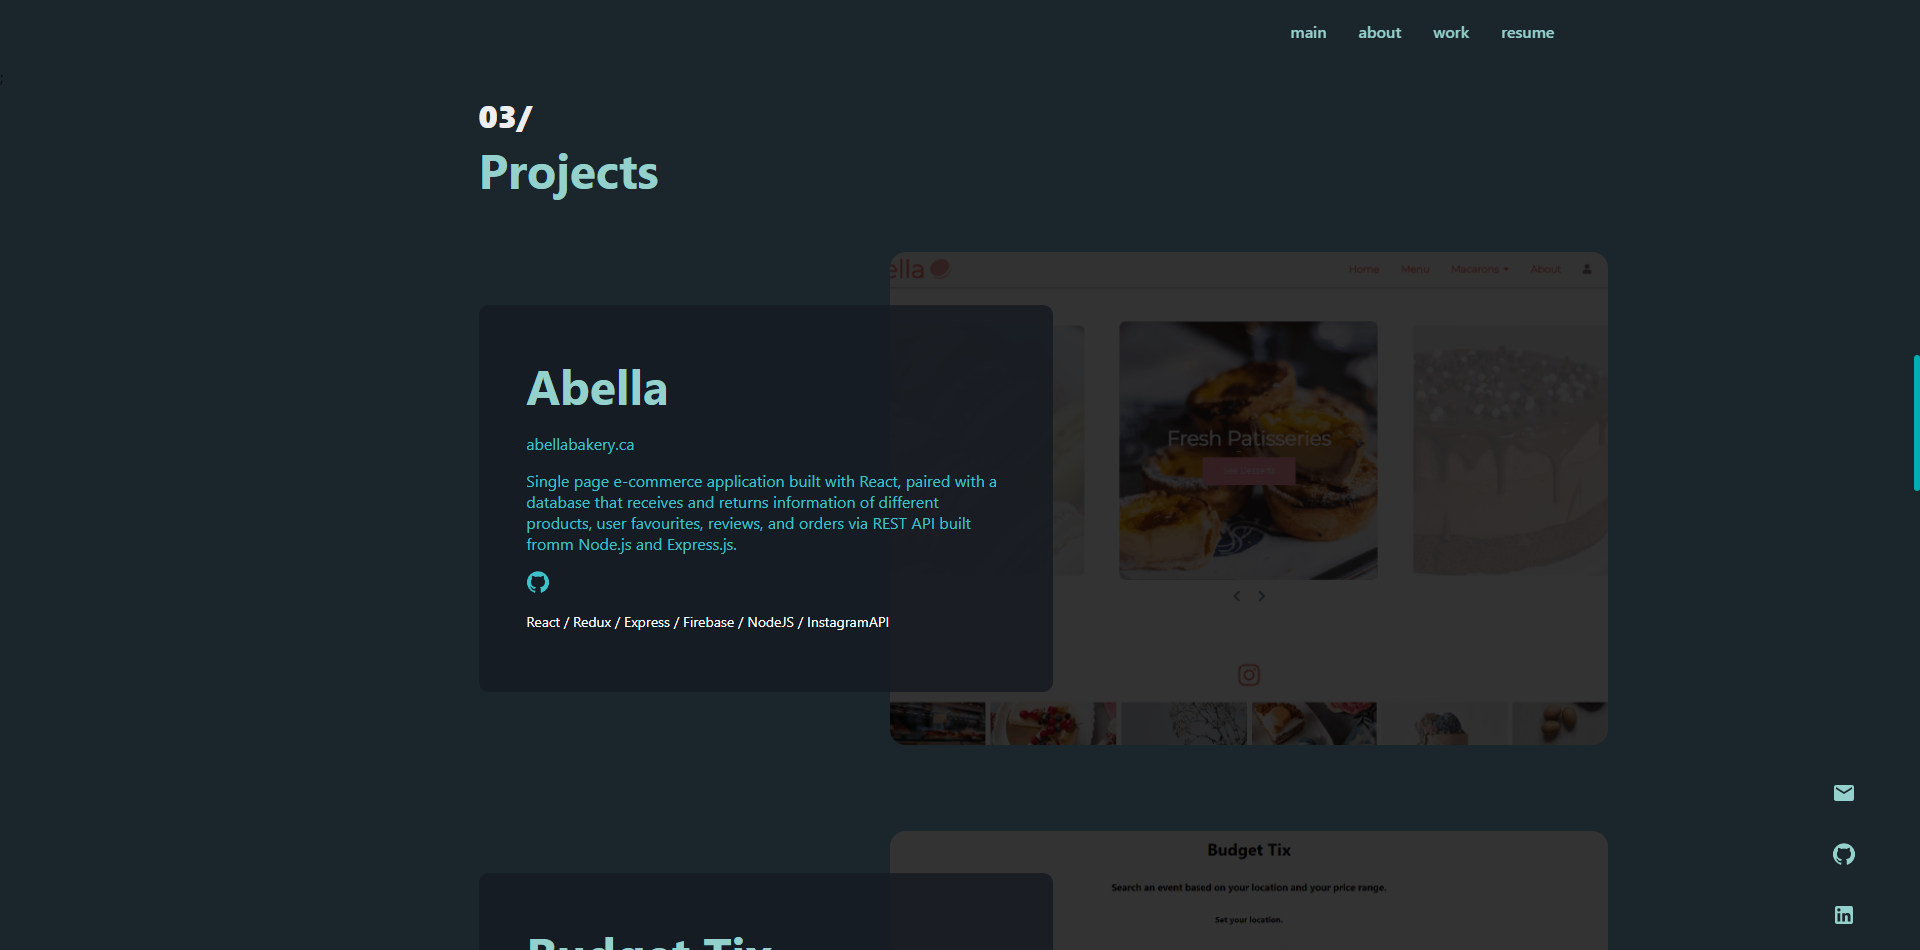 main about work resume
;
03/
Projects
ella
Home Menu Macarons About
Abella
abellabakery.ca
Single page e-commerce application built with React, paired with a
database that receives and returns information of different
products, user favourites, reviews, and orders via REST API built
fromm Node.js and Express.js.
React / Redux / Express / Firebase / NodeJS / InstagramAPI
Fresh Patisseries
Budget Tix
Search an event based on your location and your price range.
Set your location.
Budget Tix